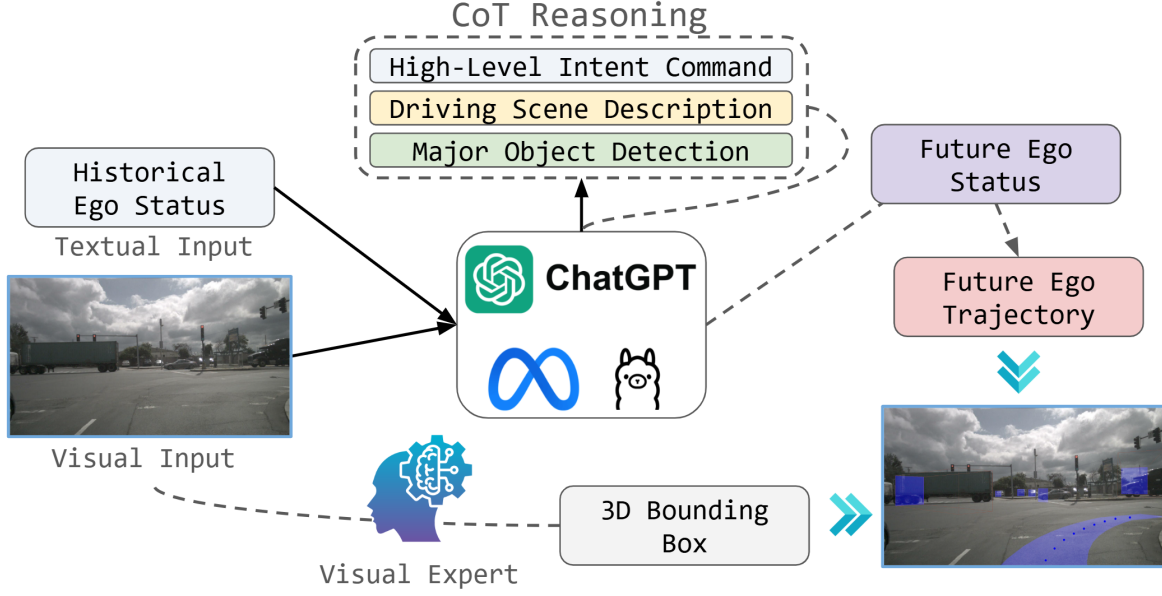 CoT Reasoning
High-Level Intent Command
Driving Scene Description
Major Object Detection
Historical
Ego Status
Textual Input
Visual Input
ChatGPT
Future Ego
Status
Future Ego
Trajectory
Visual Expert
3D Bounding
Box